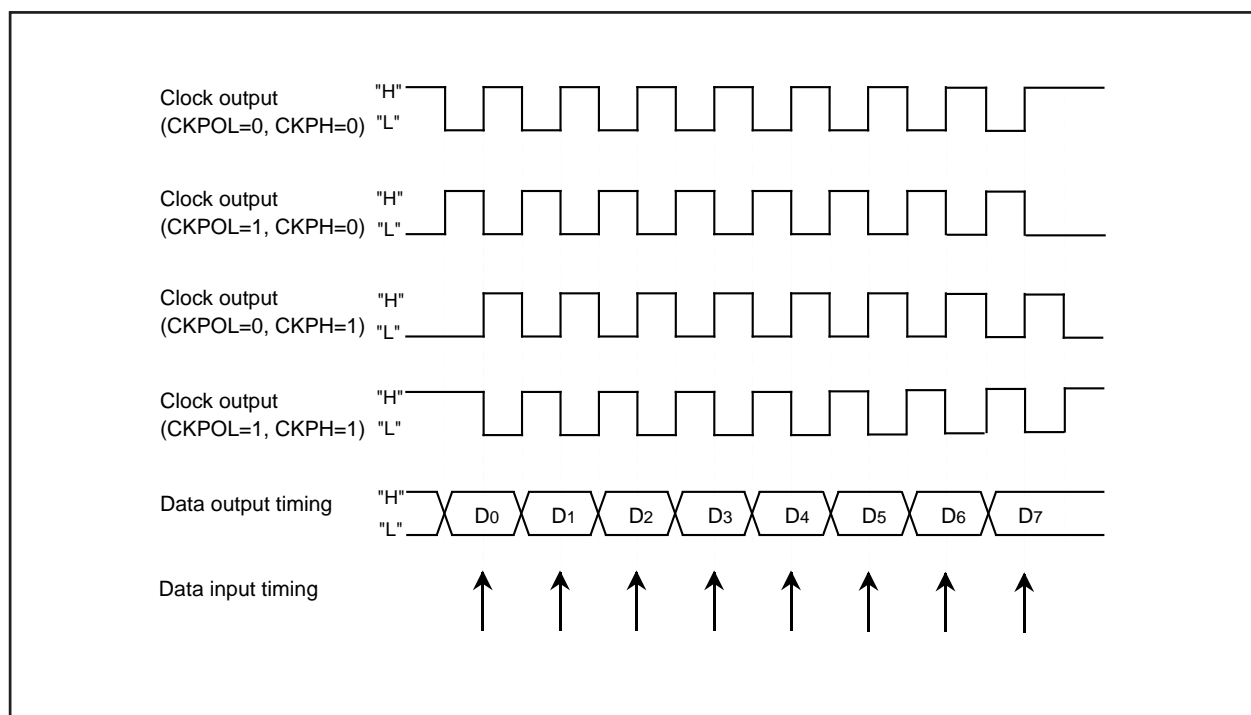 Clock output
(CKPOL=0, CKPH=0)
"H"
"L"
Clock output
(CKPOL=1, CKPH=0)
"H"
"L"
Clock output
(CKPOL=0, CKPH=1)
"H"
"L"
Clock output
(CKPOL=1, CKPH=1)
"H"
"L"
Data output timing
"H"
"L"
D0 D1 D2 D3 D4 D5 D6 D7
Data input timing